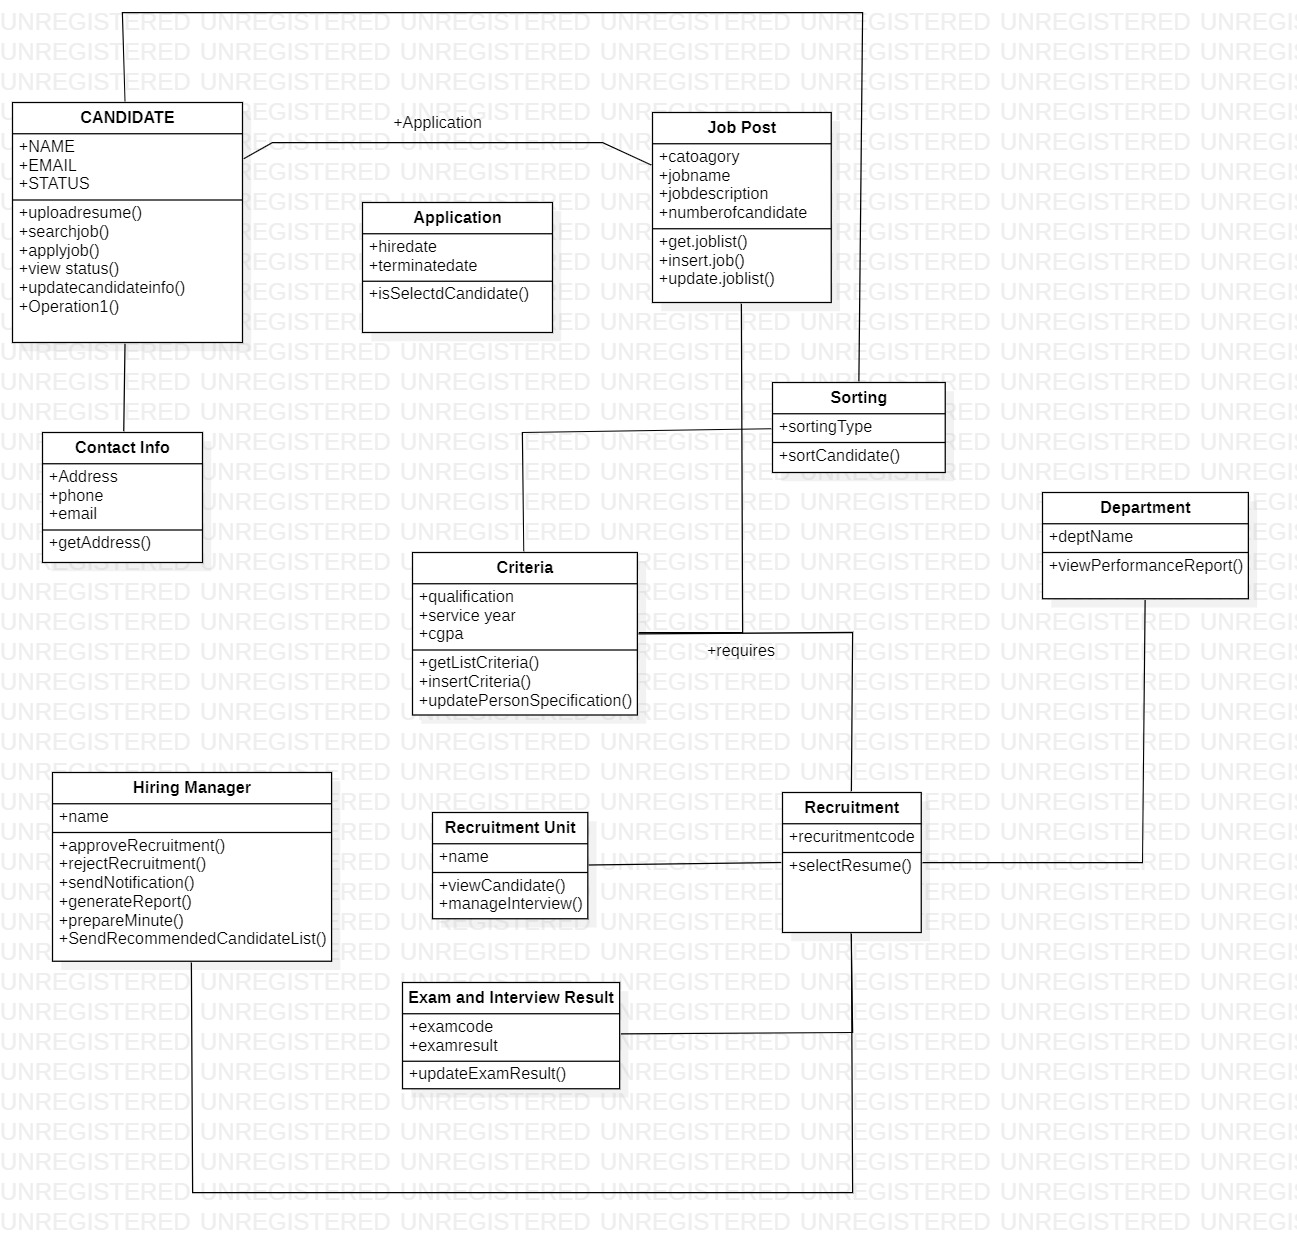 CANDIDATE
+NAME
+EMAIL
+STATUS
+uploadresume()
+searchjob()
+applyjob()
+view status()
+updatecandidateinfo()
+Operation1()
+Application
Job Post
+catoagory
+jobname
+jobdescription
+numberofcandidate
+get.joblist()
+insert.job()
+update.joblist()
Application
+hiredate
+terminatedate
+isSelectdCandidate()
Sorting
+sortingType
+sortCandidate()
Contact Info
+Address
+phone
+email
+getAddress()
Department
+deptName
+viewPerformanceReport()
Criteria
+qualification
+service year
+cgpa
+getListCriteria()
+insertCriteria()
+updatePersonSpecification()
+requires
Hiring Manager
+name
+approveRecruitment()
+rejectRecruitment()
+sendNotification()
+generateReport()
+prepareMinute()
+SendRecommendedCandidateList()
Recruitment Unit
+name
+viewCandidate()
+manageInterview()
Recruitment
+recuritmentcode
+selectResume()
Exam and Interview Result
+examcode
+examresult
+updateExamResult()
UNREGISTERED UNREGISTERED UNREGISTERED UNREGISTERED UNREGISTERED UNREGISTERED